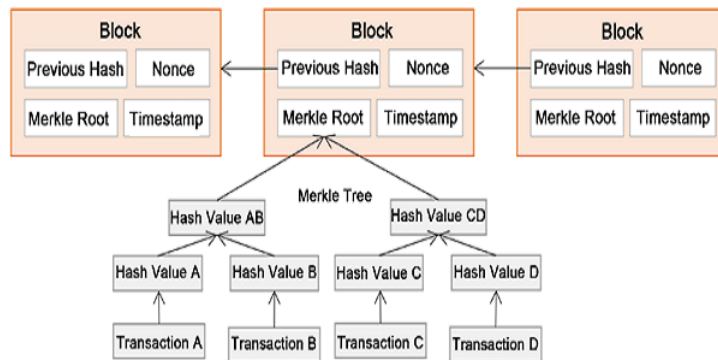 Block
Block
Block
Previous Hash
Nonce
Previous Hash
Nonce
Previous Hash
Nonce
Merkle Root
Timestamp
Merkle Root
Timestamp
Merkle Root
Timestamp
Merkle Tree
Hash Value AB
Hash Value CD
Hash Value A
Hash Value B
Hash Value C
Hash Value D
Transaction A
Transaction B
Transaction C
Transaction D